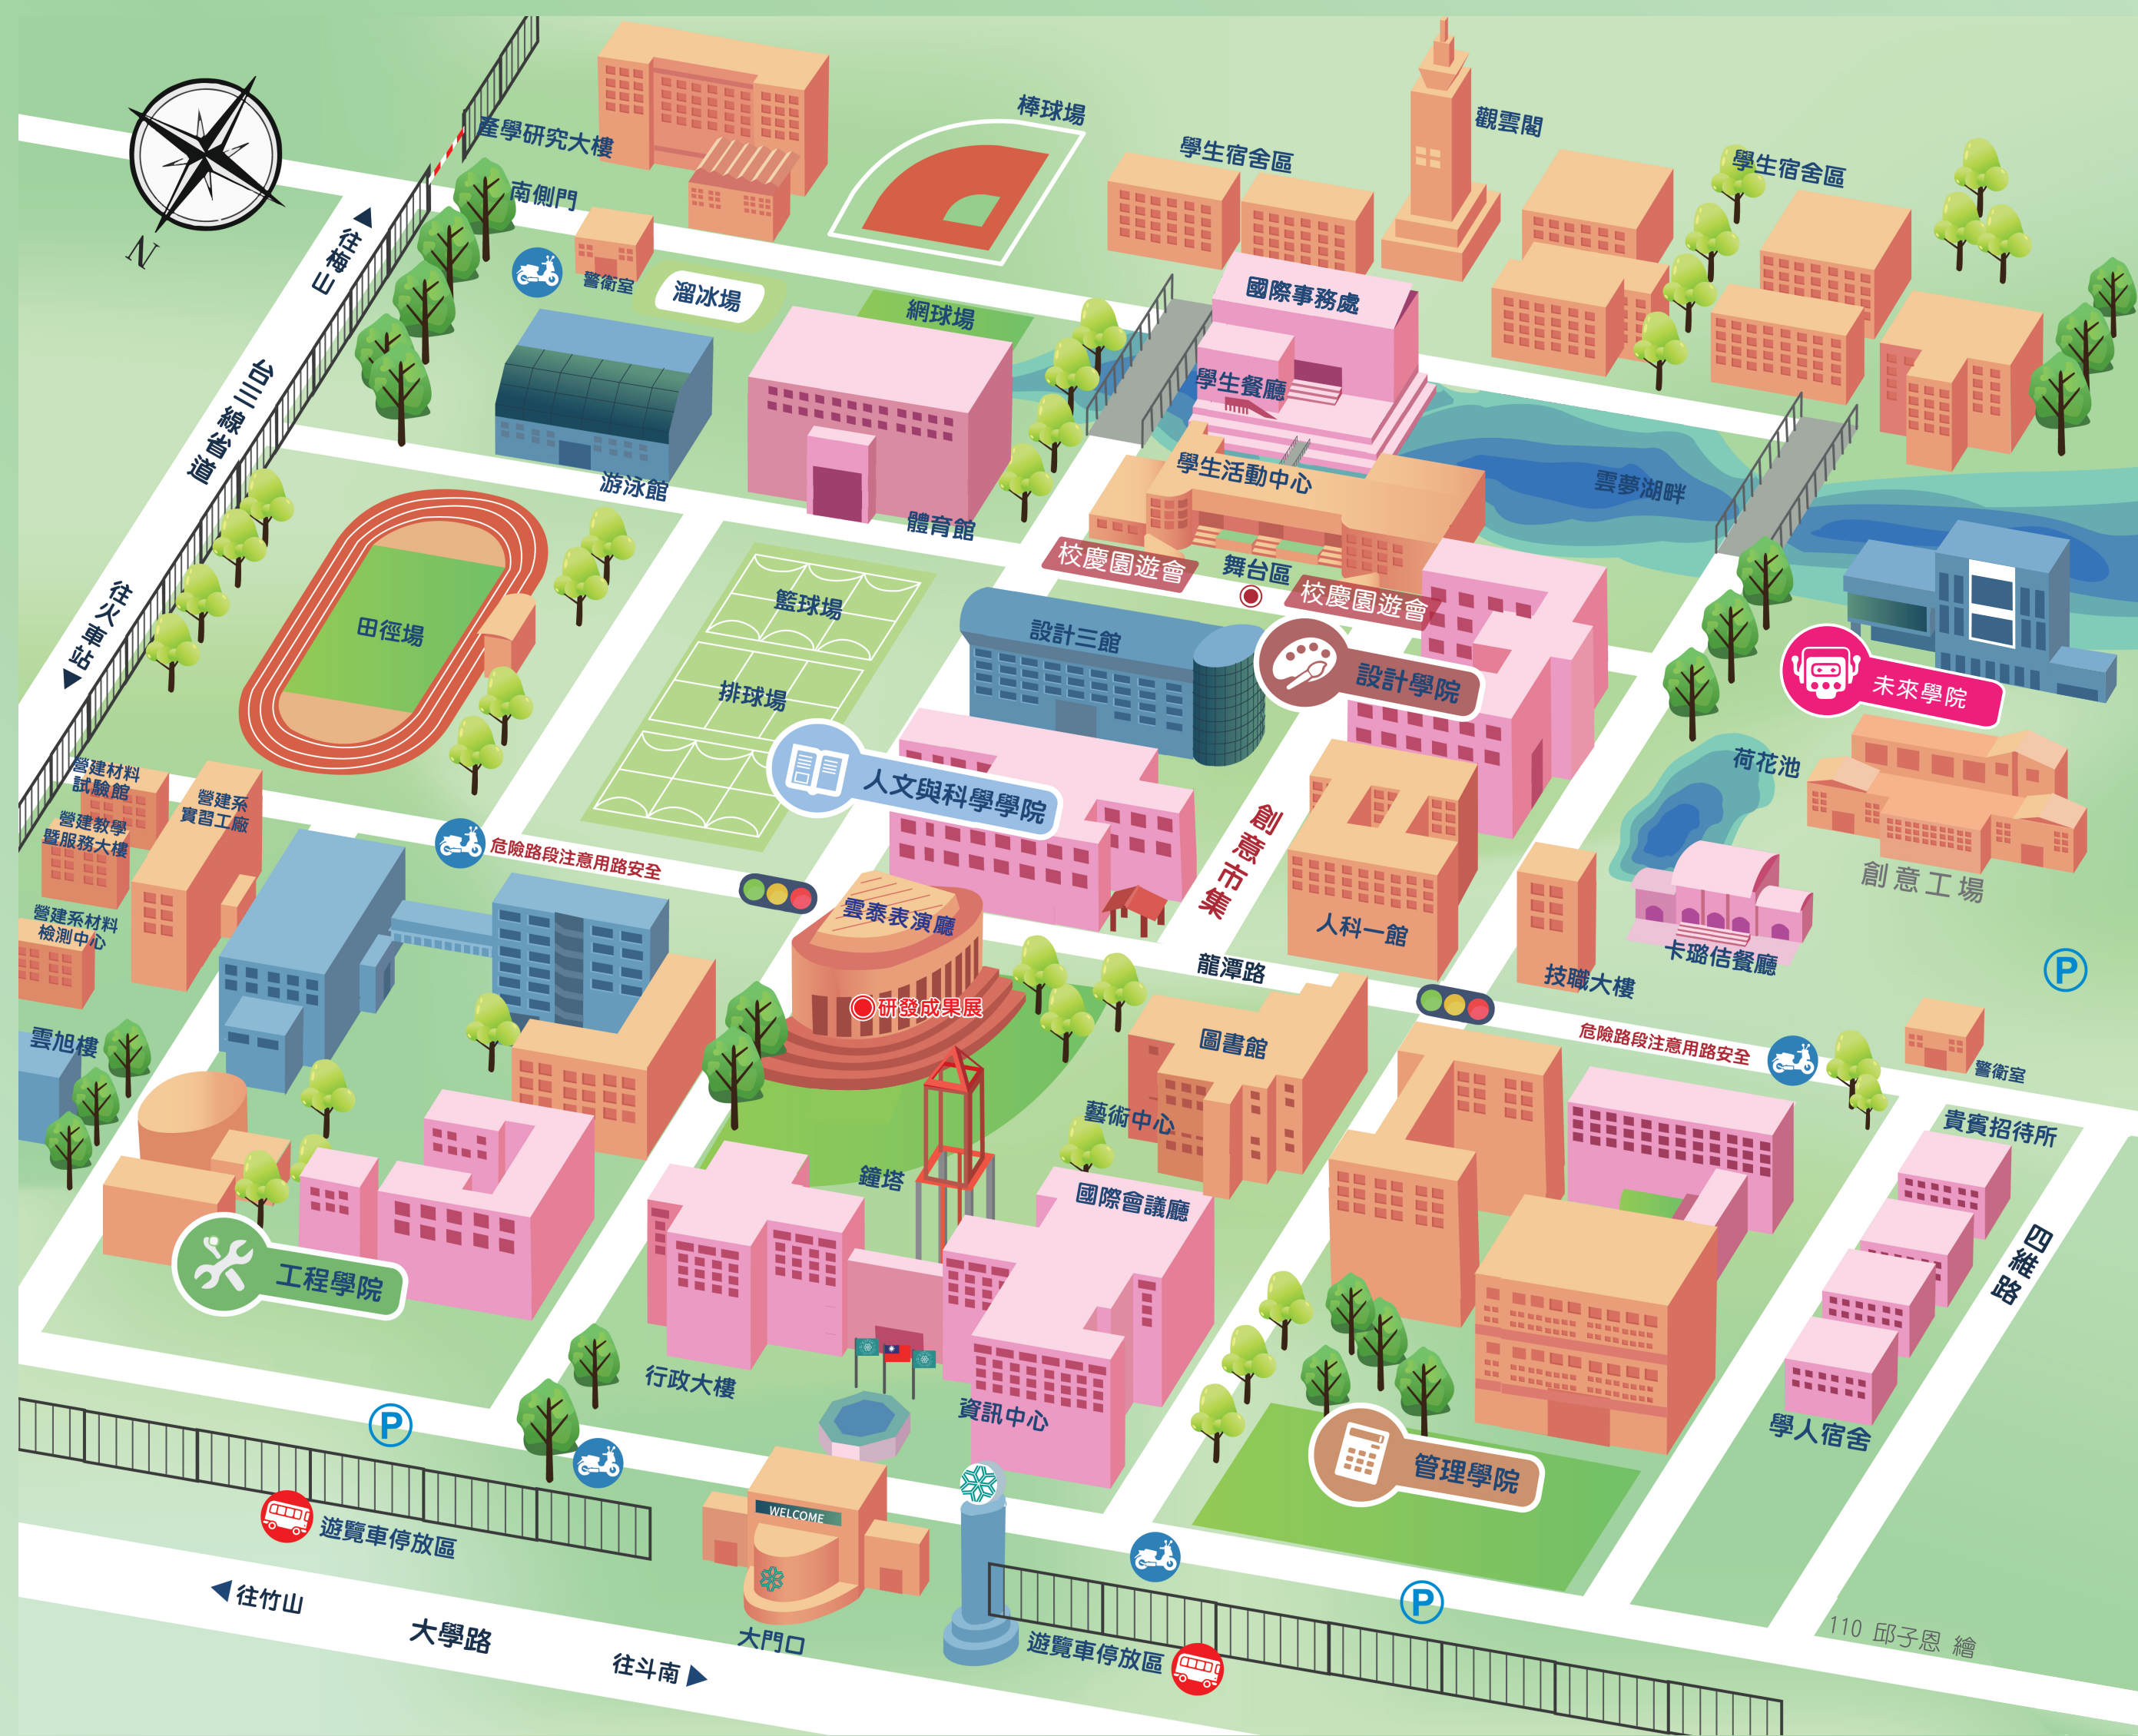 棒球場
觀雲閣
產學研究大樓
學生宿舍區
學生宿舍區
南側門
往梅山
N
警衛室
溜冰場
網球場
國際事務處
學生餐廳
台三線省道
游泳館
體育館
學生活動中心
雲夢湖畔
校慶園遊會
舞台區
校慶園遊會
往火車站
田徑場
籃球場
設計三館
設計學院
未來學院
排球場
人文與科學學院
荷花池
營建材料
試驗館
營建系
實習工廠
營建教學
暨服務大樓
危險路段注意用路安全
創意市集
創意工場
營建系材料
檢測中心
雲泰表演廳
人科一館
卡璐佶餐廳
龍潭路
技職大樓
P
研發成果展
雲旭樓
圖書館
危險路段注意用路安全
警衛室
藝術中心
貴賓招待所
鐘塔
國際會議廳
四維路
工程學院
行政大樓
資訊中心
學人宿舍
管理學院
P
WELCOME
遊覽車停放區
P
往竹山
大學路
往斗南
大門口
遊覽車停放區
110 邱子恩 繪